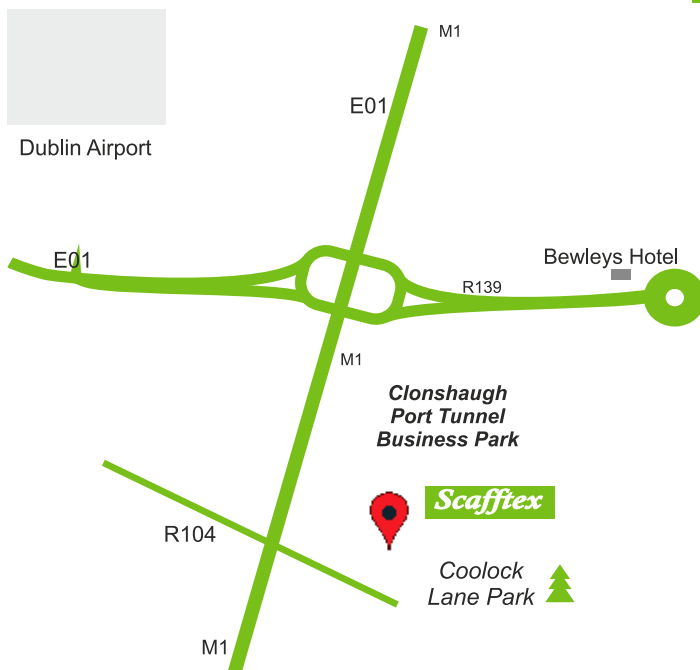 M1
E01
Dublin Airport
E01
Bewleys Hotel
R139
M1
Clonshaugh
Port Tunnel
Business Park
Scafftex
R104
Coolock
Lane Park
M1